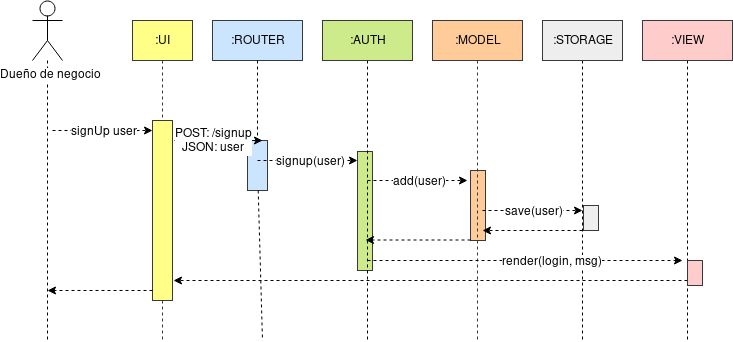 :UI
:ROUTER
:AUTH
:MODEL
:STORAGE
:VIEW
Dueño de negocio
signUp user
POST: /signup
JSON: user
signup(user)
add(user)
save(user)
render(login, msg)